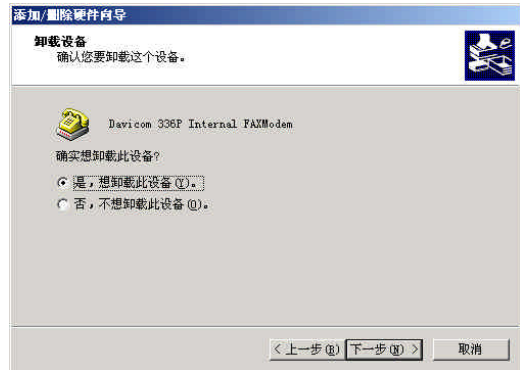 添加/删除硬件向导
卸载设备
确认您要卸载这个设备。
Davicom 336P Internal FAXModem
确实想卸载此设备?
是，想卸载此设备(Y)。
否，不想卸载此设备(O)。
< 上一步(B) 下一步(N) > 取消